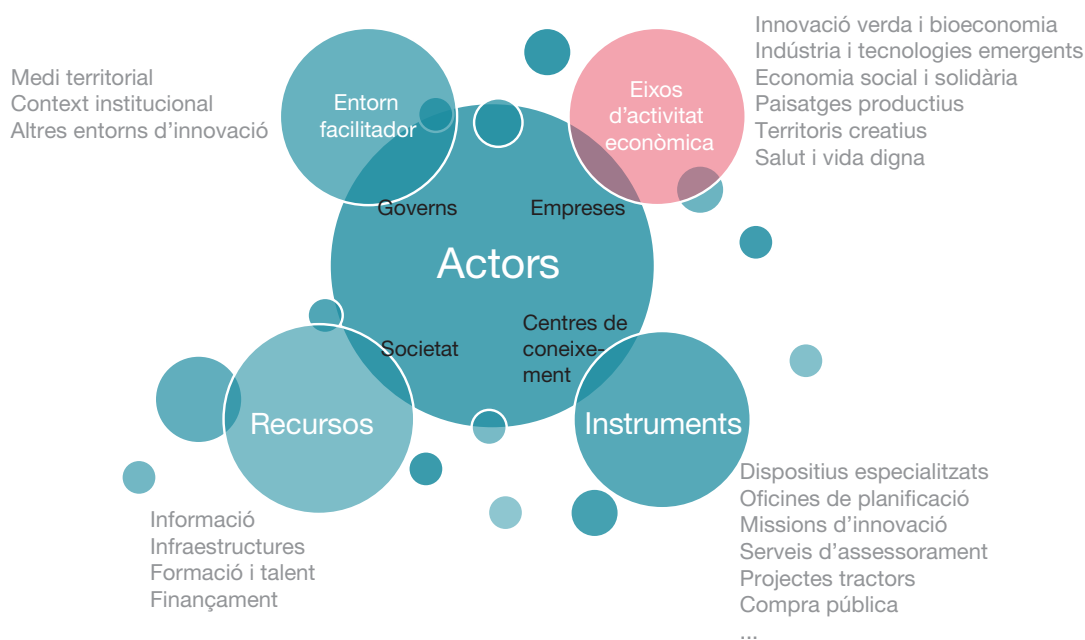 Medi territorial
Context institucional
Altres entorns d'innovació
Entorn
facilitador
Eixos
d'activitat
econòmica
Innovació verda i bioeconomia
Indústria i tecnologies emergents
Economia social i solidària
Paisatges productius
Territoris creatius
Salut i vida digna
Governs
Empreses
Actors
Societat
Centres de
coneixe-
ment
Recursos
Instruments
Informació
Infraestructures
Formació i talent
Finançament
Dispositius especialitzats
Oficines de planificació
Missions d'innovació
Serveis d'assessorament
Projectes tractors
Compra pública
...